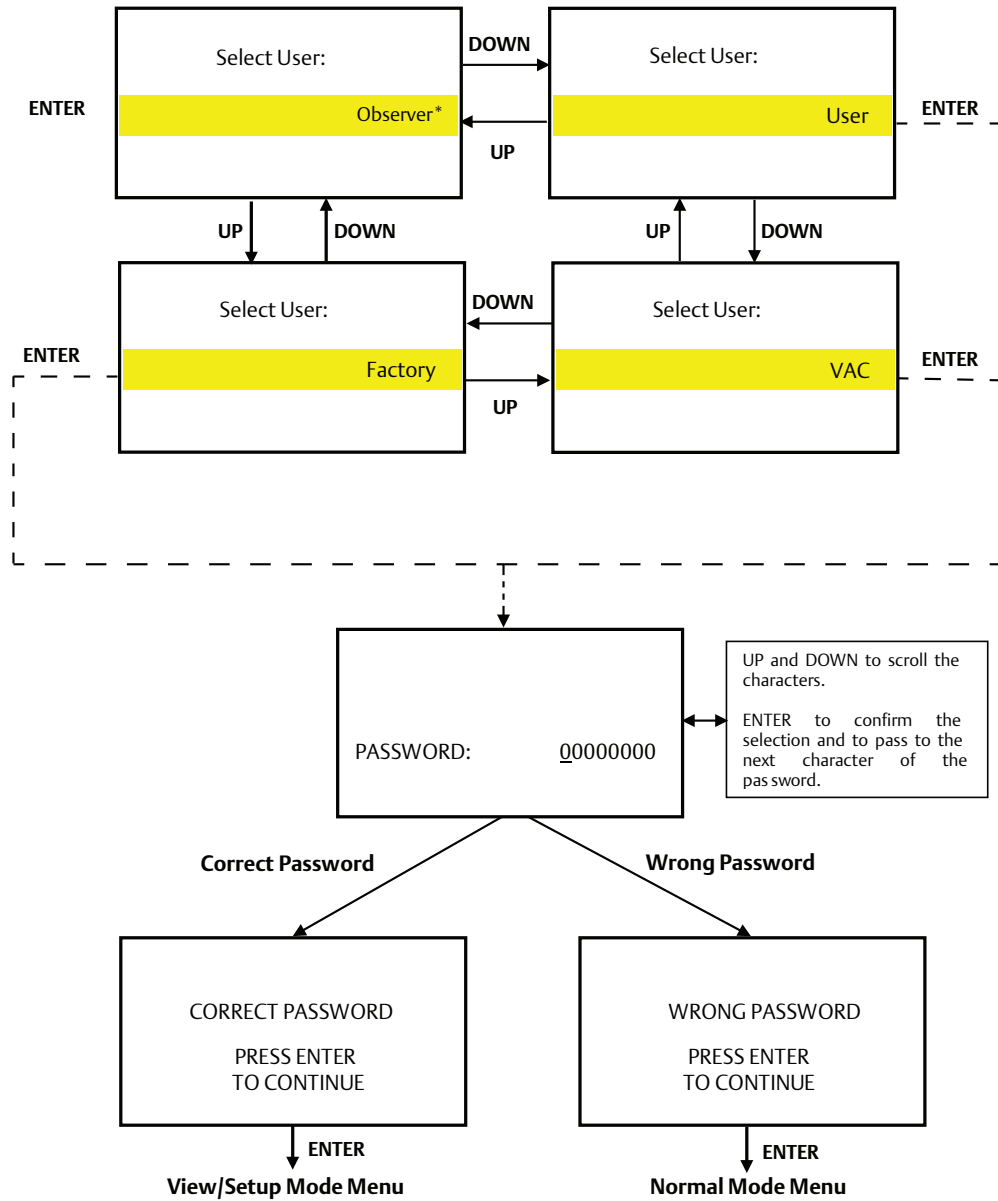 Select User:
DOWN
Select User:
ENTER
Observer*
User
ENTER
UP
UP
DOWN
UP
DOWN
Select User:
DOWN
Select User:
ENTER
Factory
VAC
ENTER
UP
PASSWORD:
00000000
UP and DOWN to scroll the
characters.
ENTER to confirm the
selection and to pass to the
next character of the
pas sword.
Correct Password
Wrong Password
CORRECT PASSWORD
PRESS ENTER
TO CONTINUE
WRONG PASSWORD
PRESS ENTER
TO CONTINUE
ENTER
ENTER
View/Setup Mode Menu
Normal Mode Menu